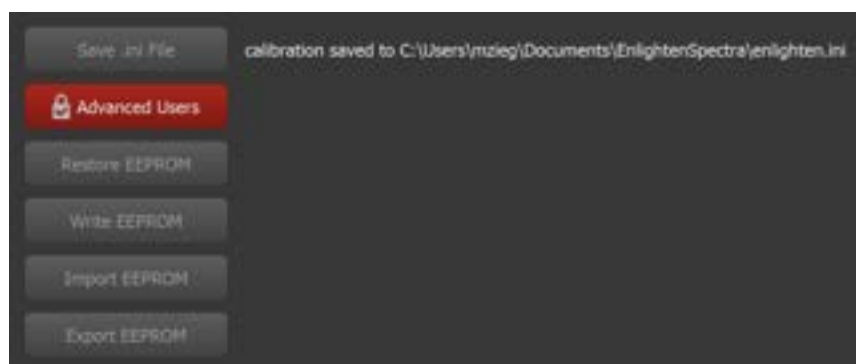 Save .ini File
calibration saved to C:\Users\mzieg\Documents\EnlightenSpectra\enlighten.ini
Advanced Users
Restore EEPROM
Write EEPROM
Import EEPROM
Export EEPROM